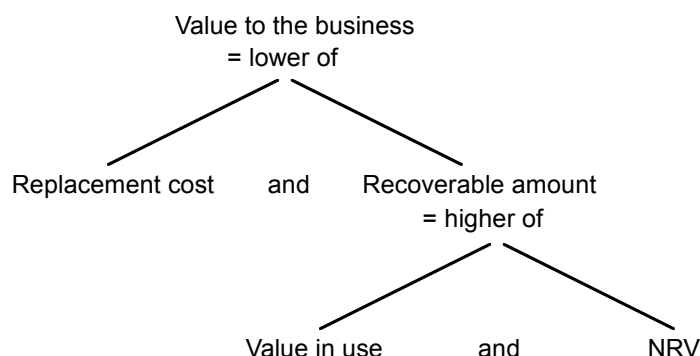 Value to the business
= lower of
Replacement cost and Recoverable amount
= higher of
Value in use and NRV